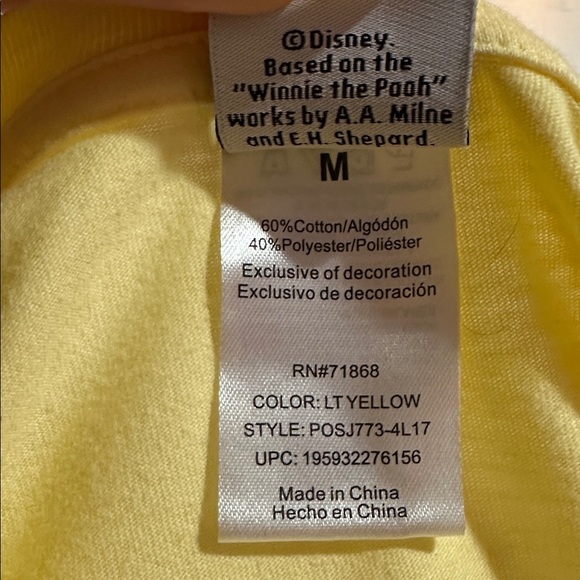 ©Disney.
Based on the
"Winnie the Pooh"
works by A.A. Milne
and E.H. Shepard.
M
60%Cotton/Algódón
40%Polyester/Poliéster
Exclusive of decoration
Exclusivo de decoración
RN#71868
COLOR: LT YELLOW
STYLE: POSJ773-4L17
UPC: 195932276156
Made in China
Hecho en China